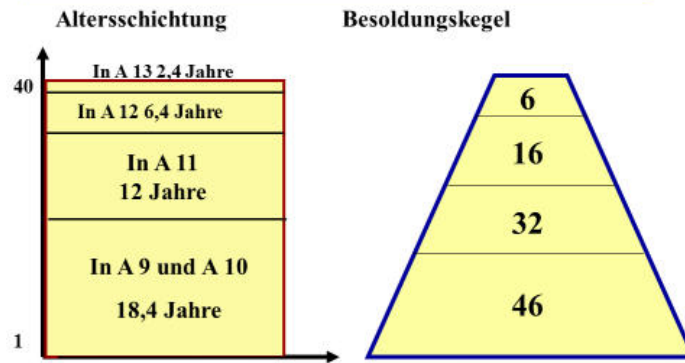 Altersschichtung
Besoldungskegel
40
In A 13 2,4 Jahre
In A 12 6,4 Jahre
In A 11
12 Jahre
In A 9 und A 10
18,4 Jahre
1
6
16
32
46